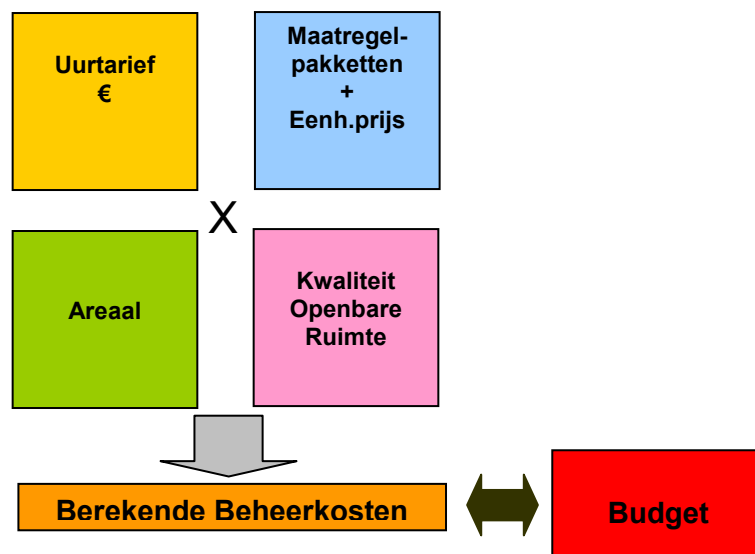 Uurtarief
€
Maatregel-
pakketten
+
Eenh.prijs
X
Areaal
Kwaliteit
Openbare
Ruimte
Berekende Beheerkosten
Budget